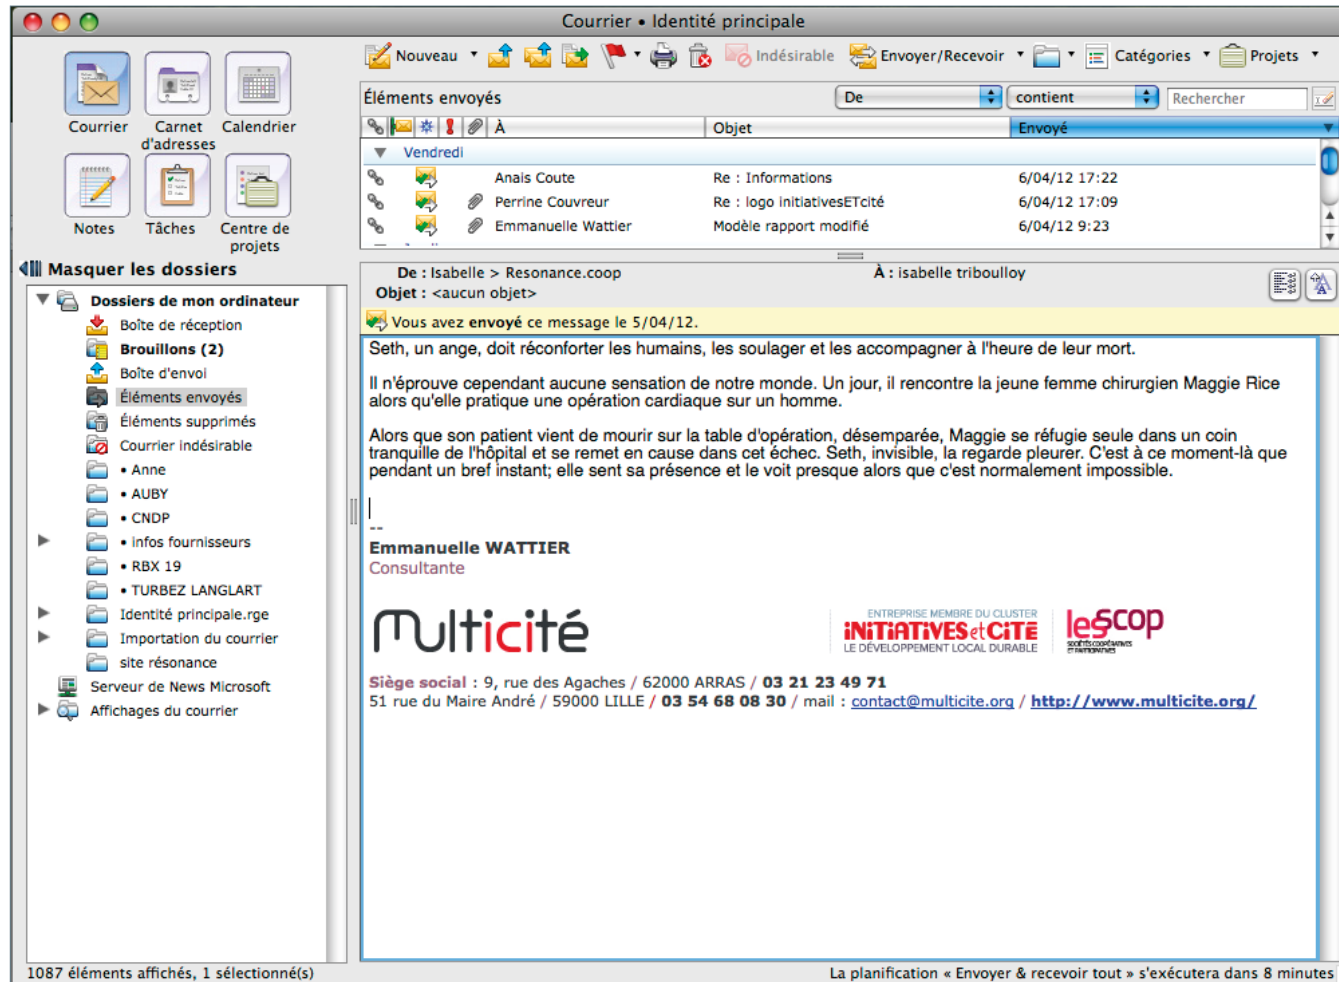 Courrier • Identité principale
Nouveau
Indésirable
Envoyer/Recevoir
Catégories
Projets
Courrier
Carnet d'adresses
Calendrier
Notes
Tâches
Centre de projets
Éléments envoyés
De
contient
Rechercher
À
Objet
Envoyé
Vendredi
Anais Coute Re : Informations 6/04/12 17:22
Perrine Couvreur Re : logo initiativesETcité 6/04/12 17:09
Emmanuelle Wattier Modèle rapport modifié 6/04/12 9:23
Masquer les dossiers
Dossiers de mon ordinateur
Boîte de réception
Brouillons (2)
Boîte d'envoi
Éléments envoyés
Éléments supprimés
Courrier indésirable
• Anne
• AUBY
• CNDP
• infos fournisseurs
• RBX 19
• TURBEZ LANGLART
Identité principale.rge
Importation du courrier
site résonance
Serveur de News Microsoft
Affichages du courrier
De : Isabelle > Resonance.coop
À : isabelle triboulloy
Objet : <aucun objet>
Vous avez envoyé ce message le 5/04/12.
Seth, un ange, doit réconforter les humains, les soulager et les accompagner à l'heure de leur mort.
Il n'éprouve cependant aucune sensation de notre monde. Un jour, il rencontre la jeune femme chirurgien Maggie Rice
alors qu'elle pratique une opération cardiaque sur un homme.
Alors que son patient vient de mourir sur la table d'opération, désemparée, Maggie se réfugie seule dans un coin
tranquille de l'hôpital et se remet en cause dans cet échec. Seth, invisible, la regarde pleurer. C'est à ce moment-là que
pendant un bref instant; elle sent sa présence et le voit presque alors que c'est normalement impossible.
--
Emmanuelle WATTIER
Consultante
Multicité
ENTREPRISE MEMBRE DU CLUSTER
INITIATIVES et CITÉ
LE DÉVELOPPEMENT LOCAL DURABLE
les scop
SOCIÉTÉS COOPÉRATIVES
ET PARTICIPATIVES
Siège social : 9, rue des Agaches / 62000 ARRAS / 03 21 23 49 71
51 rue du Maire André / 59000 LILLE / 03 54 68 08 30 / mail : contact@multicite.org / http://www.multicite.org/
1087 éléments affichés, 1 sélectionné(s)
La planification « Envoyer & recevoir tout » s'exécutera dans 8 minutes